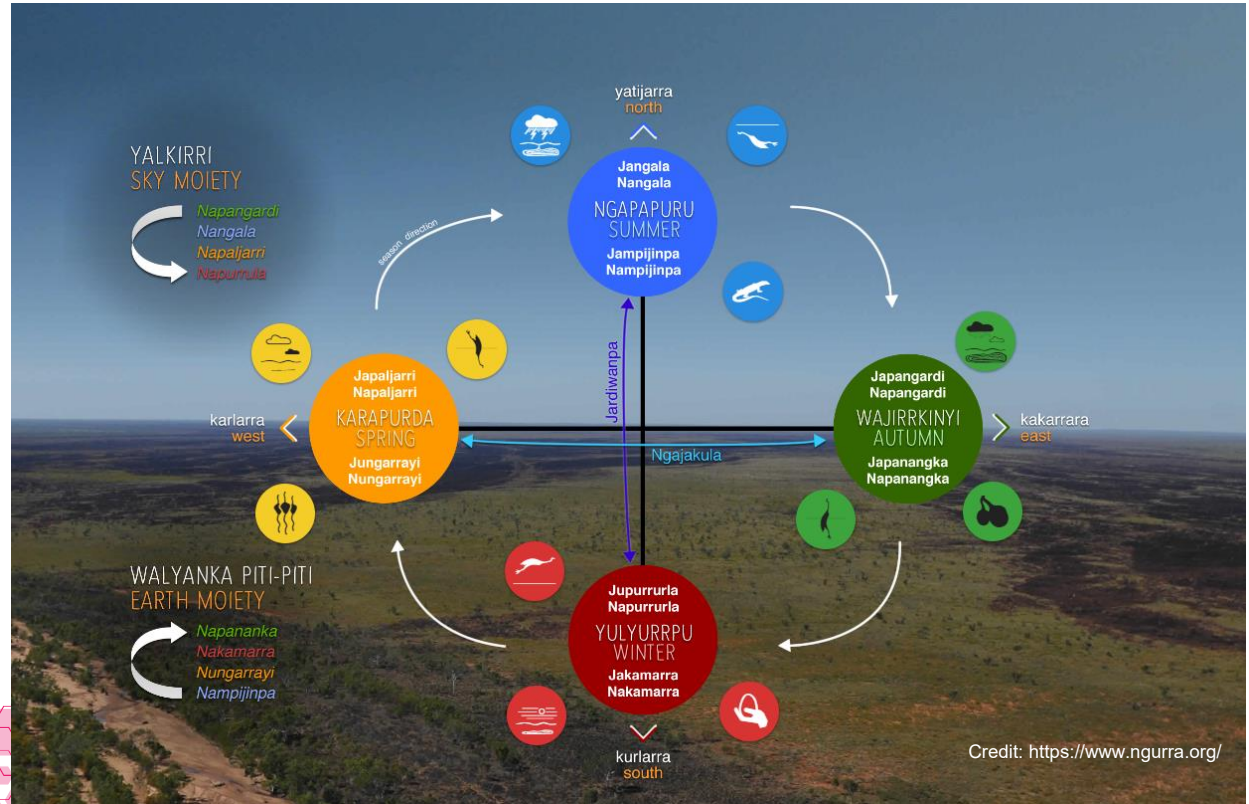 yatijarra
north
YALKIRRI
SKY MOIETY
Napangardi
Nangala
Napaljarri
Napurrula
season direction
Jangala
Nangala
NGAPAPURU
SUMMER
Jampijinpa
Nampijinpa
Jardiwanpa
karlarra
west
Japaljarri
Napaljarri
KARAPURDA
SPRING
Jungarrayi
Nungarrayi
Ngajakula
Japangardi
Napangardi
WAJIRRKINYI
AUTUMN
Japanangka
Napanangka
kakarrara
east
WALYANKA PITI-PITI
EARTH MOIETY
Napananka
Nakamarra
Nungarrayi
Nampijinpa
Jupurrurla
Napurrurla
YULYURRPU
WINTER
Jakamarra
Nakamarra
kurlarra
south
Credit: https://www.ngurra.org/